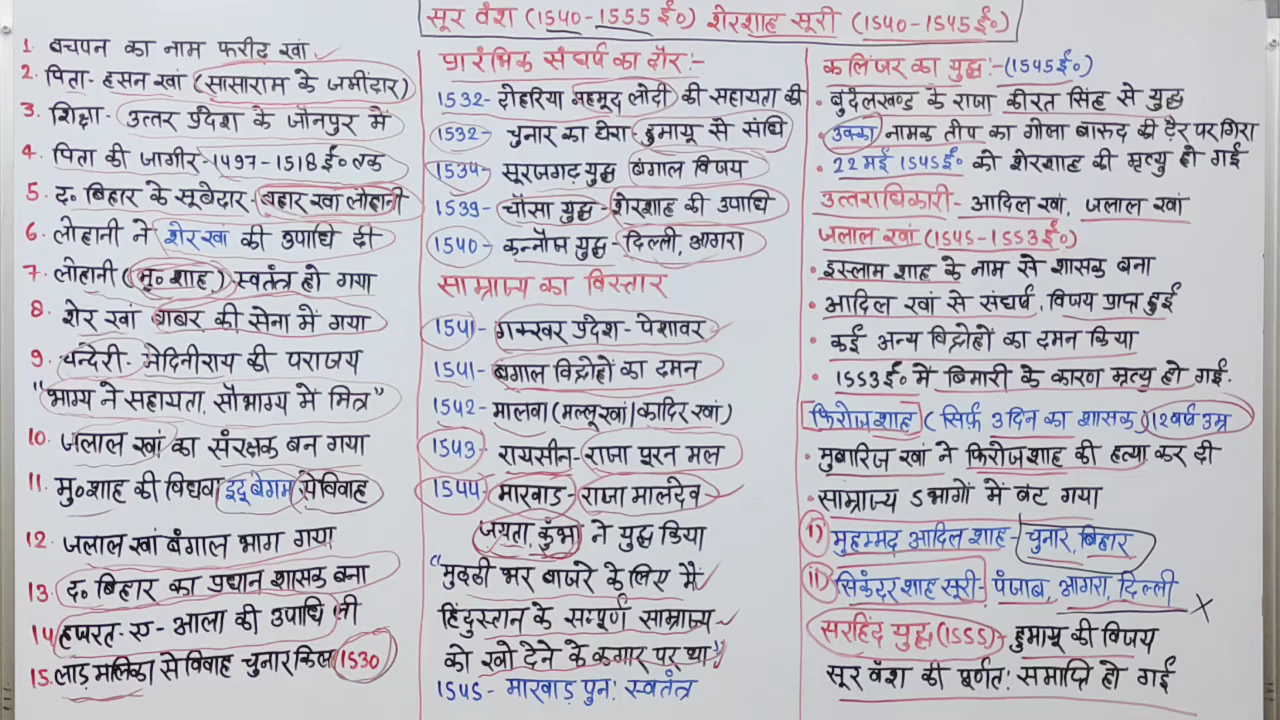 सूर वंश (1540-1555 ई०) शेरशाह सूरी (1540-1545 ई०)
1. बचपन का नाम फरीद खां
2. पिता- हसन खां (सासाराम के जमींदार)
3. शिक्षा- उत्तर प्रदेश के जौनपुर में
4. पिता की जागीर-1497-1518 ई० तक
5. द० बिहार के सूबेदार- बहार खां लोहानी
6. लोहानी ने शेर खां की उपाधि दी
7. लोहानी (मु० शाह) स्वतंत्र हो गया
8. शेर खां बाबर की सेना में गया
9. चन्देरी- मेदिनीराय की पराजय
"भाग्य ने सहायता, सौभाग्य में मित्र"
10. जलाल खां का संरक्षक बन गया
11. मु० शाह की विधवा दूदू बेगम से विवाह
12. जलाल खां बंगाल भाग गया
13. द० बिहार का प्रधान शासक बना
14. हजरत-ए-आला की उपाधि ली
15. लाड़ मालिका से विवाह चुनार किला 1530
प्रारंभिक संघर्ष का दौर:-
1532- दोहरिया महमूद लोदी की सहायता की
1532- चुनार का घेरा- हुमायू से संधि
1534- सूरजगढ़ युद्ध बंगाल विजय
1539- चौसा युद्ध- शेरशाह की उपाधि
1540- कन्नौज युद्ध- दिल्ली, आगरा
साम्राज्य का विस्तार
1541- गक्खर प्रदेश- पेशावर
1541- बंगाल विद्रोहों का दमन
1542- मालवा (मल्लू खां/कादिर खां)
1543- रायसीन- राजा पूरन मल
1544- मारवाड़- राजा मालदेव
जयता, कुंभा ने युद्ध किया
"मुट्ठी भर बाजरे के लिए मैं
हिंदुस्तान के सम्पूर्ण साम्राज्य
को खो देने के कगार पर था"
1545- मारवाड़ पुन: स्वतंत्र
कलिंजर का युद्ध:-(1545 ई०)
• बुंदेलखण्ड के राजा कीरत सिंह से युद्ध
• उक्का नामक तोप का गोला बारूद की ढ़ेर पर गिरा
• 22 मई 1545 ई० को शेरशाह की मृत्यु हो गई
उत्तराधिकारी- आदिल खां, जलाल खां
जलाल खां (1545-1553 ई०)
• इस्लाम शाह के नाम से शासक बना
• आदिल खां से संघर्ष, विजय प्राप्त हुई
• कई अन्य विद्रोहों का दमन किया
• 1553 ई० में बिमारी के कारण मृत्यु हो गई.
फिरोजशाह (सिर्फ 3 दिन का शासक) 12 वर्ष उम्र
• मुबारिज खां ने फिरोजशाह की हत्या कर दी
• साम्राज्य 5 भागों में बंट गया
i) मुहम्मद आदिल शाह- चुनार, बिहार
ii) सिकंदर शाह सूरी- पंजाब, आगरा, दिल्ली
सरहिंद युद्ध (1555)- हुमायू की विजय
सूर वंश की पूर्णत: समाप्ति हो गई